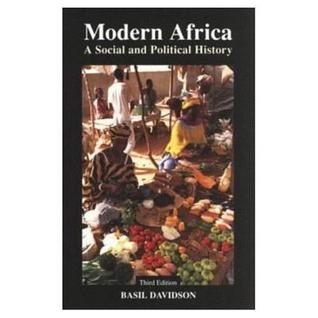 Modern Africa
A Social and Political History
Third Edition
BASIL DAVIDSON